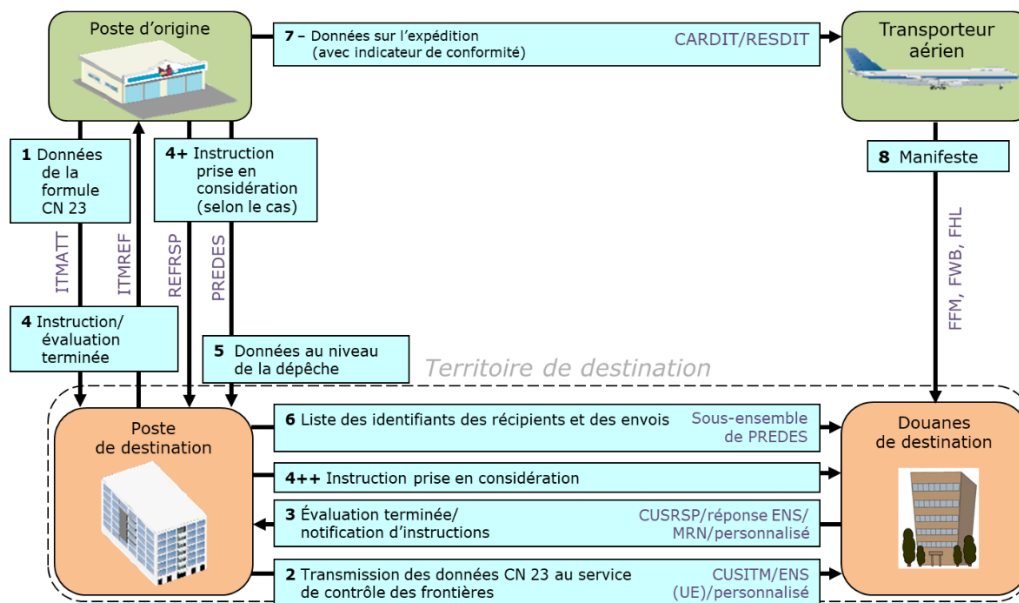 Poste d’origine
7 – Données sur l’expédition
(avec indicateur de conformité)
CARDIT/RESDIT
Transporteur
aérien
1 Données
de la
formule
CN 23
4+ Instruction
prise en
considération
(selon le cas)
8 Manifeste
ITMATT
ITMREF
REFRSP
PREDES
FFM, FWB, FHL
4 Instruction/
évaluation
terminée
5 Données au niveau
de la dépêche
Territoire de destination
Poste
de destination
6 Liste des identifiants des récipients et des envois
Sous-ensemble
de PREDES
Douanes
de destination
4++ Instruction prise en considération
3 Évaluation terminée/
notification d’instructions
CUSRSP/réponse ENS/
MRN/personnalisé
2 Transmission des données CN 23 au service
de contrôle des frontières
CUSITM/ENS
(UE)/personnalisé